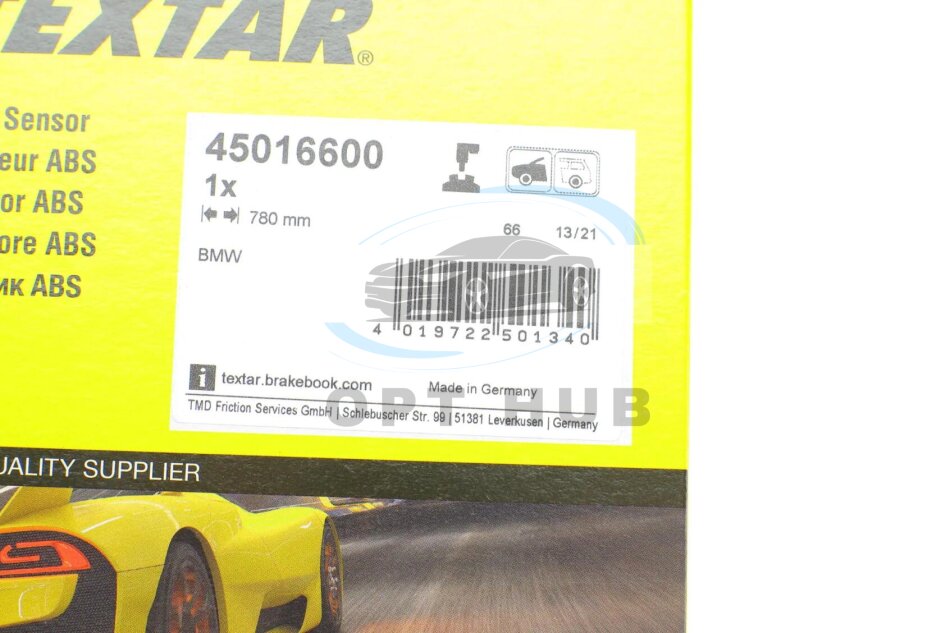 TEXTAR®
Sensor
eur ABS
or ABS
ore ABS
ик ABS
45016600
1x
780 mm
66 13/21
BMW
4 019722 501340
i textar.brakebook.com Made in Germany
OPT HUB
TMD Friction Services GmbH | Schlebuscher Str. 99 | 51381 Leverkusen | Germany
UALITY SUPPLIER